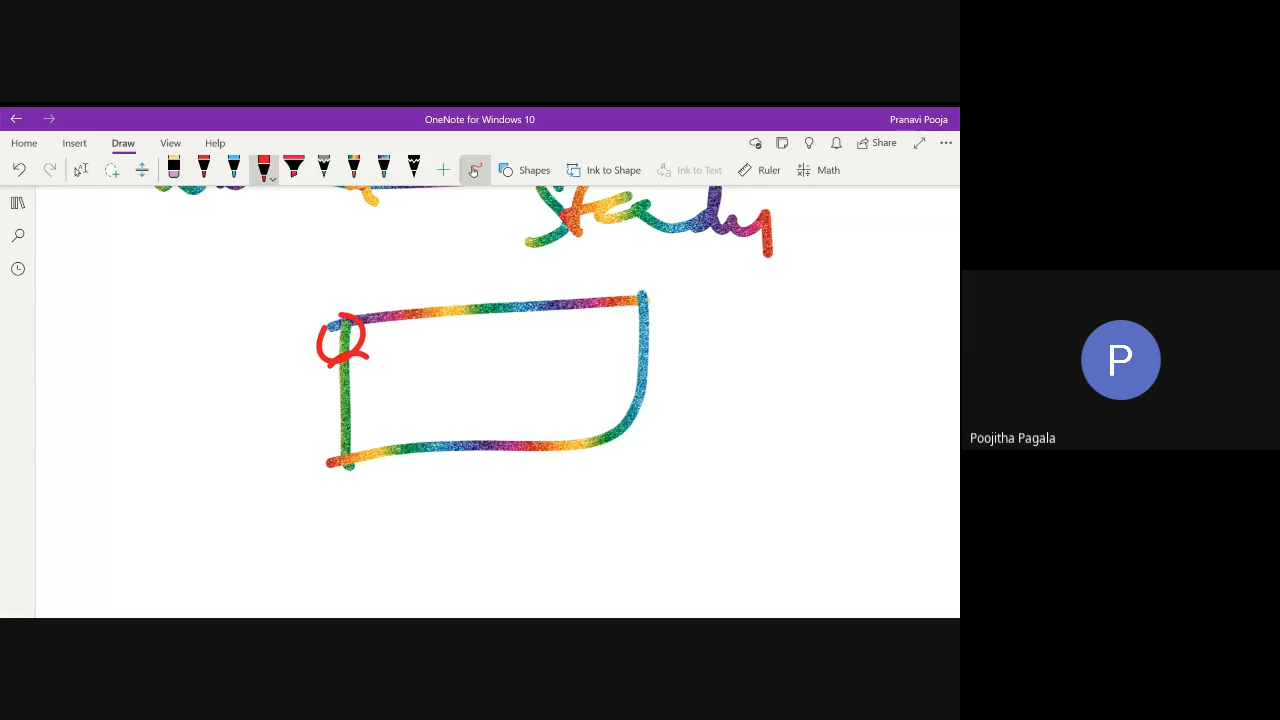 OneNote for Windows 10
Pranavi Pooja
Home Insert Draw View Help Share
Shapes Ink to Shape Ink to Text Ruler Math
Study
P
Poojitha Pagala